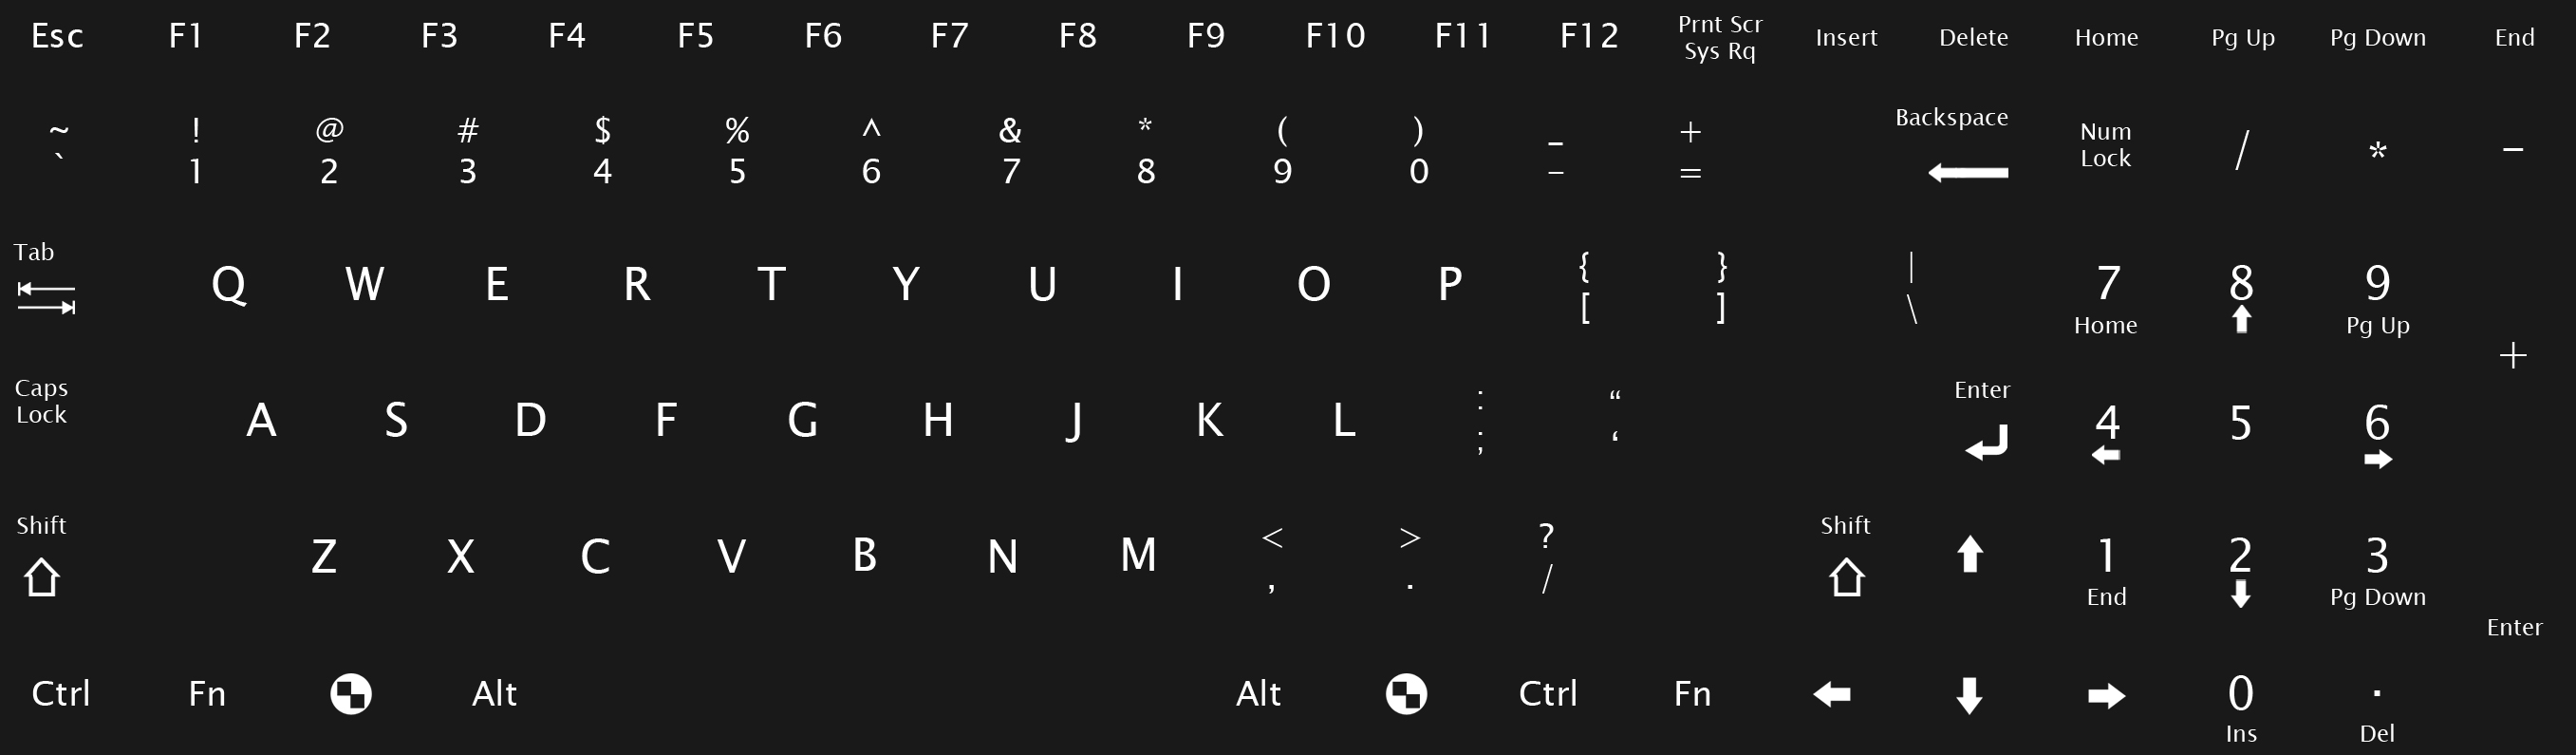 Esc F1 F2 F3 F4 F5 F6 F7 F8 F9 F10 F11 F12 Prnt Scr Insert Delete Home Pg Up Pg Down End
Sys Rq
~ ! @ # $ % ^ & * ( ) _ + Backspace Num / * -
` 1 2 3 4 5 6 7 8 9 0 - = Lock
Tab Q W E R T Y U I O P { } | 7 8 9
[ ] \ Home Pg Up
+
Caps A S D F G H J K L : “ Enter 4 5 6
Lock ; ‘
Shift Z X C V B N M < > ? Shift 1 2 3
, . / End Pg Down
Enter
Ctrl Fn Alt Alt Ctrl Fn 0 .
Ins Del